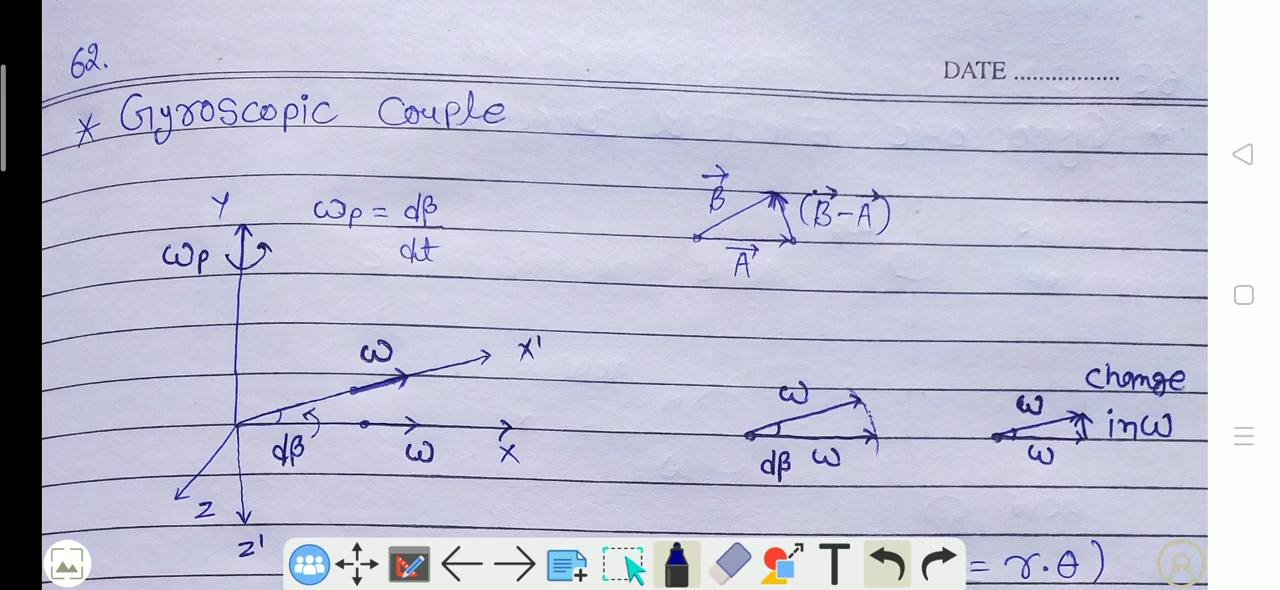 62.
DATE .................
* Gyroscopic Couple
Y
ωp = dβ
dt
ωp
B
(B - A)
A
ω
X'
dβ
ω
X
Z
Z'
ω
dβ ω
change
ω
in ω
ω
T
= r.θ)